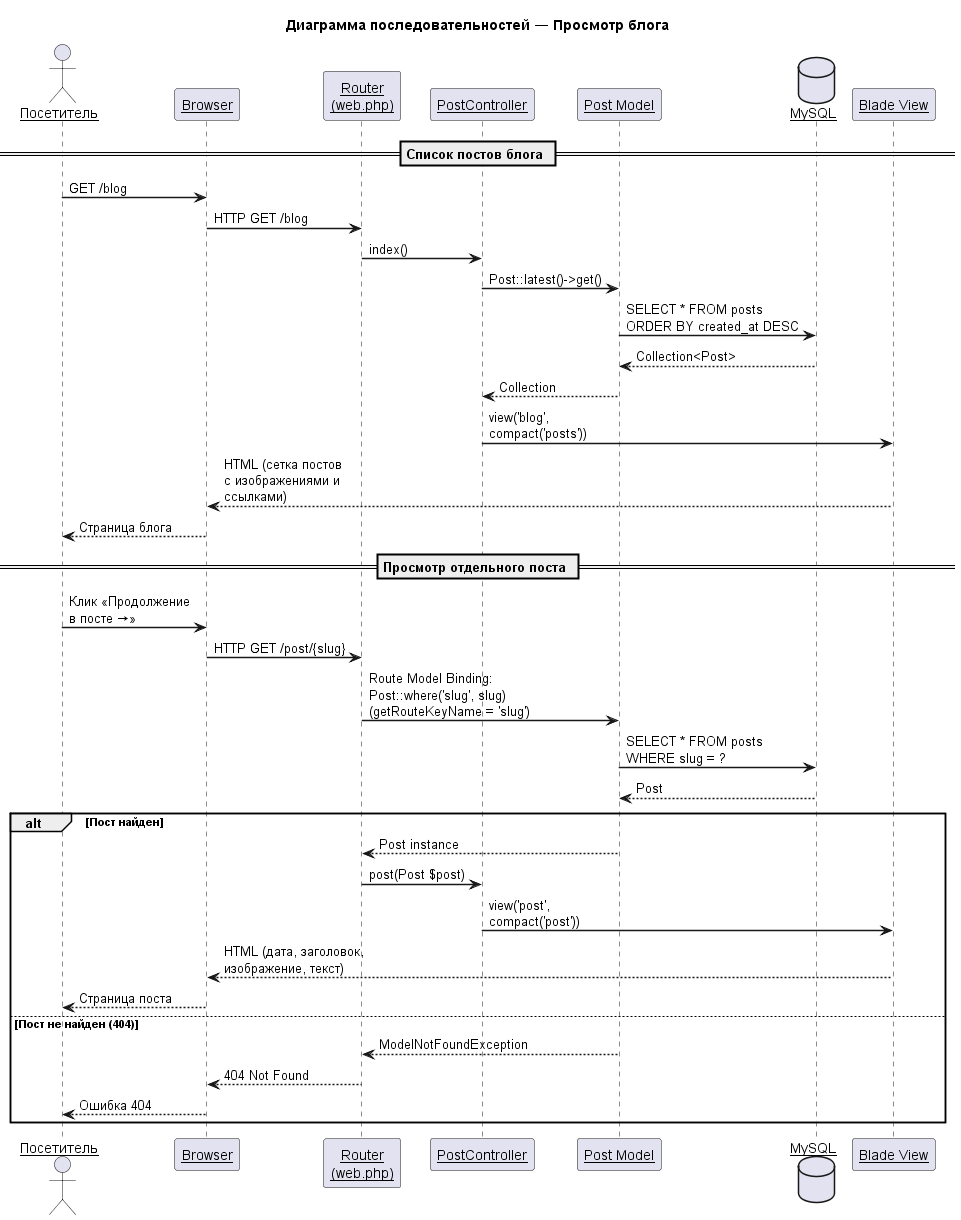 Диаграмма последовательностей — Просмотр блога
Посетитель
Browser
Router
(web.php)
PostController
Post Model
MySQL
Blade View
Список постов блога
GET /blog
HTTP GET /blog
index()
Post::latest()->get()
SELECT * FROM posts
ORDER BY created_at DESC
Collection<Post>
Collection
view('blog',
compact('posts'))
HTML (сетка постов
с изображениями и
ссылками)
Страница блога
Просмотр отдельного поста
Клик «Продолжение
в посте →»
HTTP GET /post/{slug}
Route Model Binding:
Post::where('slug', slug)
(getRouteKeyName = 'slug')
SELECT * FROM posts
WHERE slug = ?
Post
alt
[Пост найден]
Post instance
post(Post $post)
view('post',
compact('post'))
HTML (дата, заголовок,
изображение, текст)
Страница поста
[Пост не найден (404)]
ModelNotFoundException
404 Not Found
Ошибка 404
Посетитель
Browser
Router
(web.php)
PostController
Post Model
MySQL
Blade View